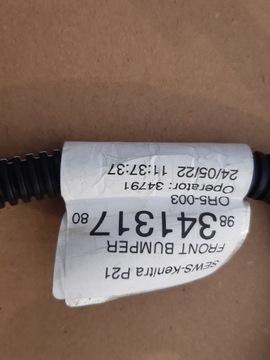 SEWS-Kenitra P21
FRONT BUMPER
98 341317 80
OR5-003
Operator: 34791
24/05/22 11:37:37